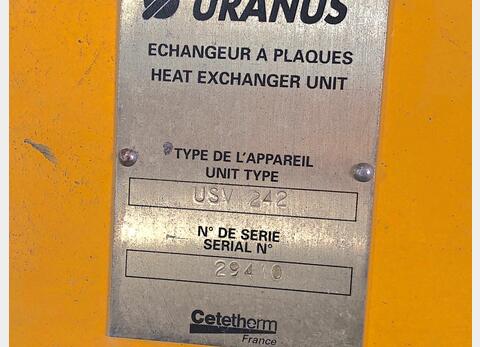 URANUS
ECHANGEUR A PLAQUES
HEAT EXCHANGER UNIT
TYPE DE L'APPAREIL
UNIT TYPE
USV 242
N° DE SERIE
SERIAL N°
29410
Cetetherm
France